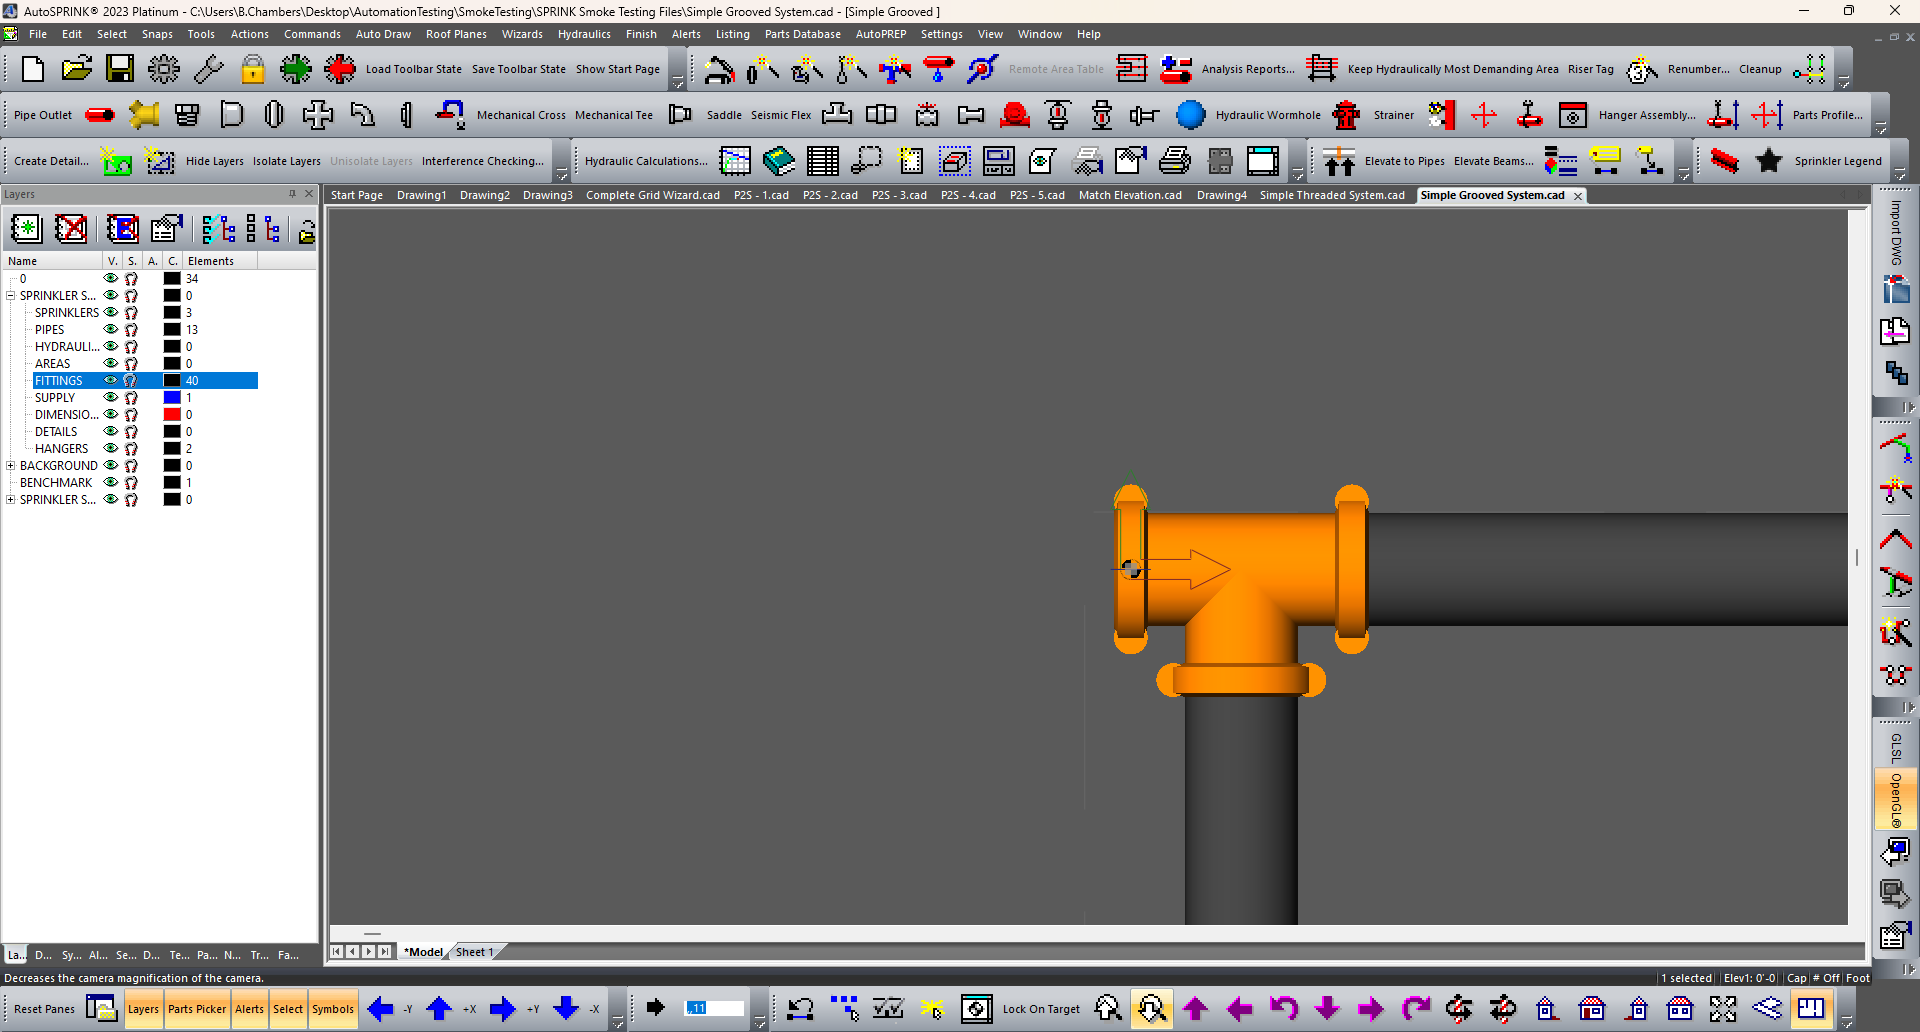 AutoSPRINK® 2023 Platinum - C:\Users\B.Chambers\Desktop\AutomationTesting\SmokeTesting\SPRINK Smoke Testing Files\Simple Grooved System.cad - [Simple Grooved ]
File Edit Select Snaps Tools Actions Commands Auto Draw Roof Planes Wizards Hydraulics Finish Alerts Listing Parts Database AutoPREP Settings View Window Help
Load Toolbar State Save Toolbar State Show Start Page Remote Area Table Analysis Reports... Keep Hydraulically Most Demanding Area Riser Tag Renumber... Cleanup
Pipe Outlet Mechanical Cross Mechanical Tee Saddle Seismic Flex Hydraulic Wormhole Strainer Hanger Assembly... Parts Profile...
Create Detail... Hide Layers Isolate Layers Unisolate Layers Interference Checking... Hydraulic Calculations... Elevate to Pipes Elevate Beams... Sprinkler Legend
Layers
Start Page Drawing1 Drawing2 Drawing3 Complete Grid Wizard.cad P2S - 1.cad P2S - 2.cad P2S - 3.cad P2S - 4.cad P2S - 5.cad Match Elevation.cad Drawing4 Simple Threaded System.cad Simple Grooved System.cad
Name V. S. A. C. Elements
0 34
SPRINKLER S... 0
SPRINKLERS 3
PIPES 13
HYDRAULI... 0
AREAS 0
FITTINGS 40
SUPPLY 1
DIMENSIO... 0
DETAILS 0
HANGERS 2
BACKGROUND 0
BENCHMARK 1
SPRINKLER S... 0
Import DWG
GLSL
OpenGL®
La... D... Sy... Al... Se... D... Te... Pa... N... Tr... Fa...
*Model Sheet 1
Decreases the camera magnification of the camera.
1 selected Elev1: 0'-0 Cap # Off Foot
Reset Panes Layers Parts Picker Alerts Select Symbols -Y +X +Y -X ,,11 Lock On Target